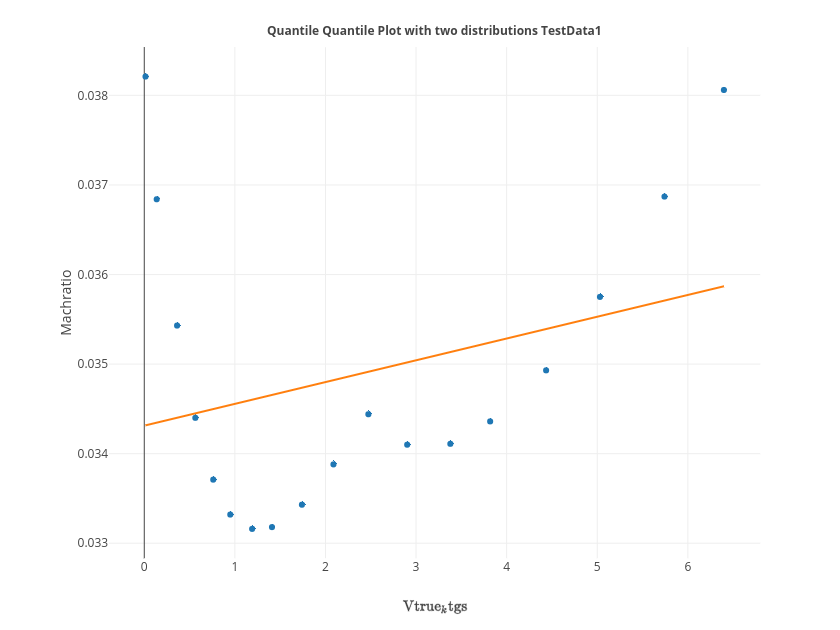 Quantile Quantile Plot with two distributions TestData1
0.038
0.037
0.036
0.035
0.034
0.033
Machratio
0 1 2 3 4 5 6
Vtrueₖtgs